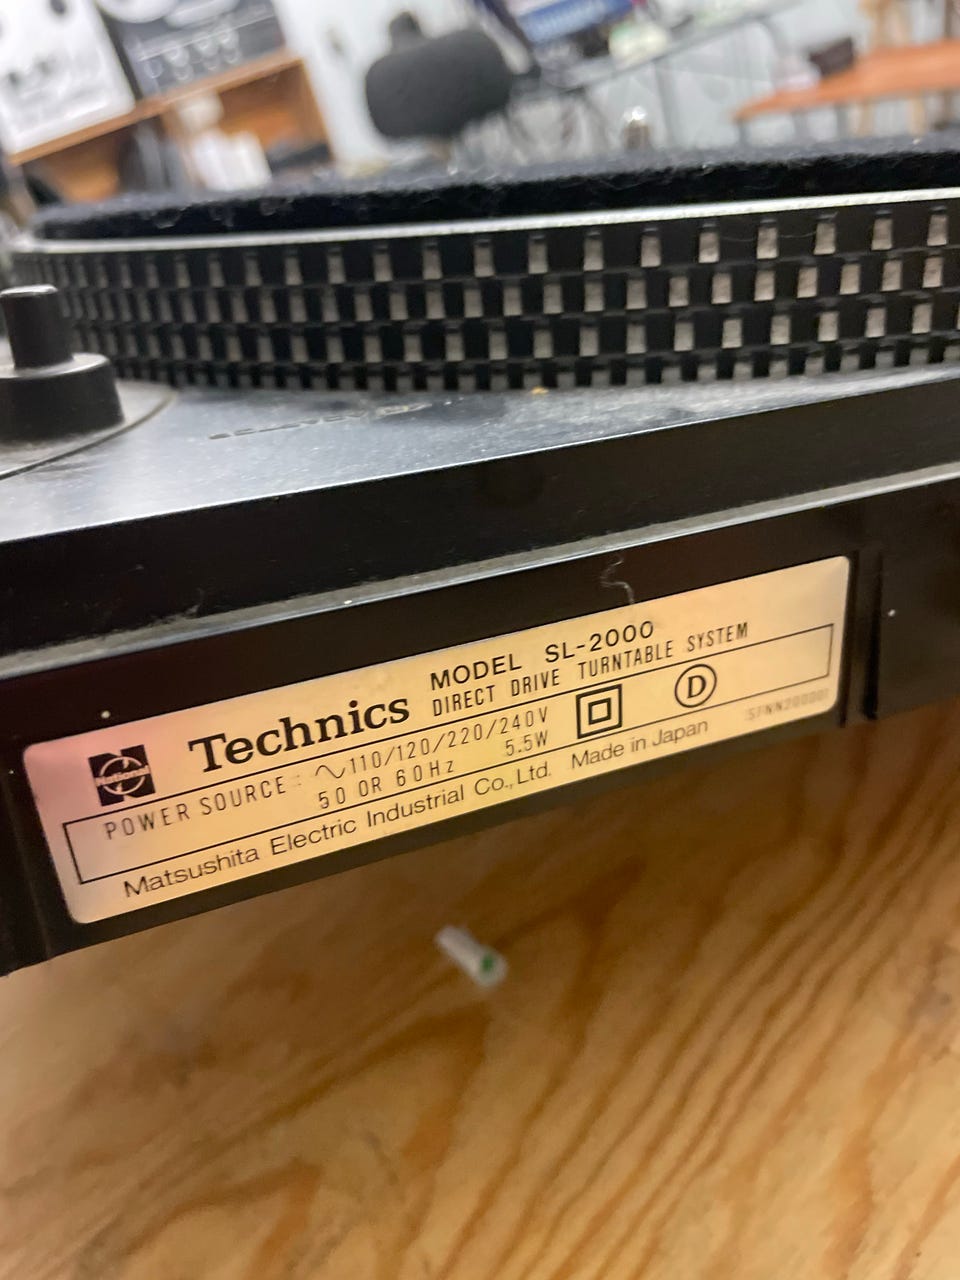 National
Technics
MODEL SL-2000
DIRECT DRIVE TURNTABLE SYSTEM
POWER SOURCE: ∿110/120/220/240V
50 OR 60Hz 5.5W
D
Matsushita Electric Industrial Co., Ltd. Made in Japan